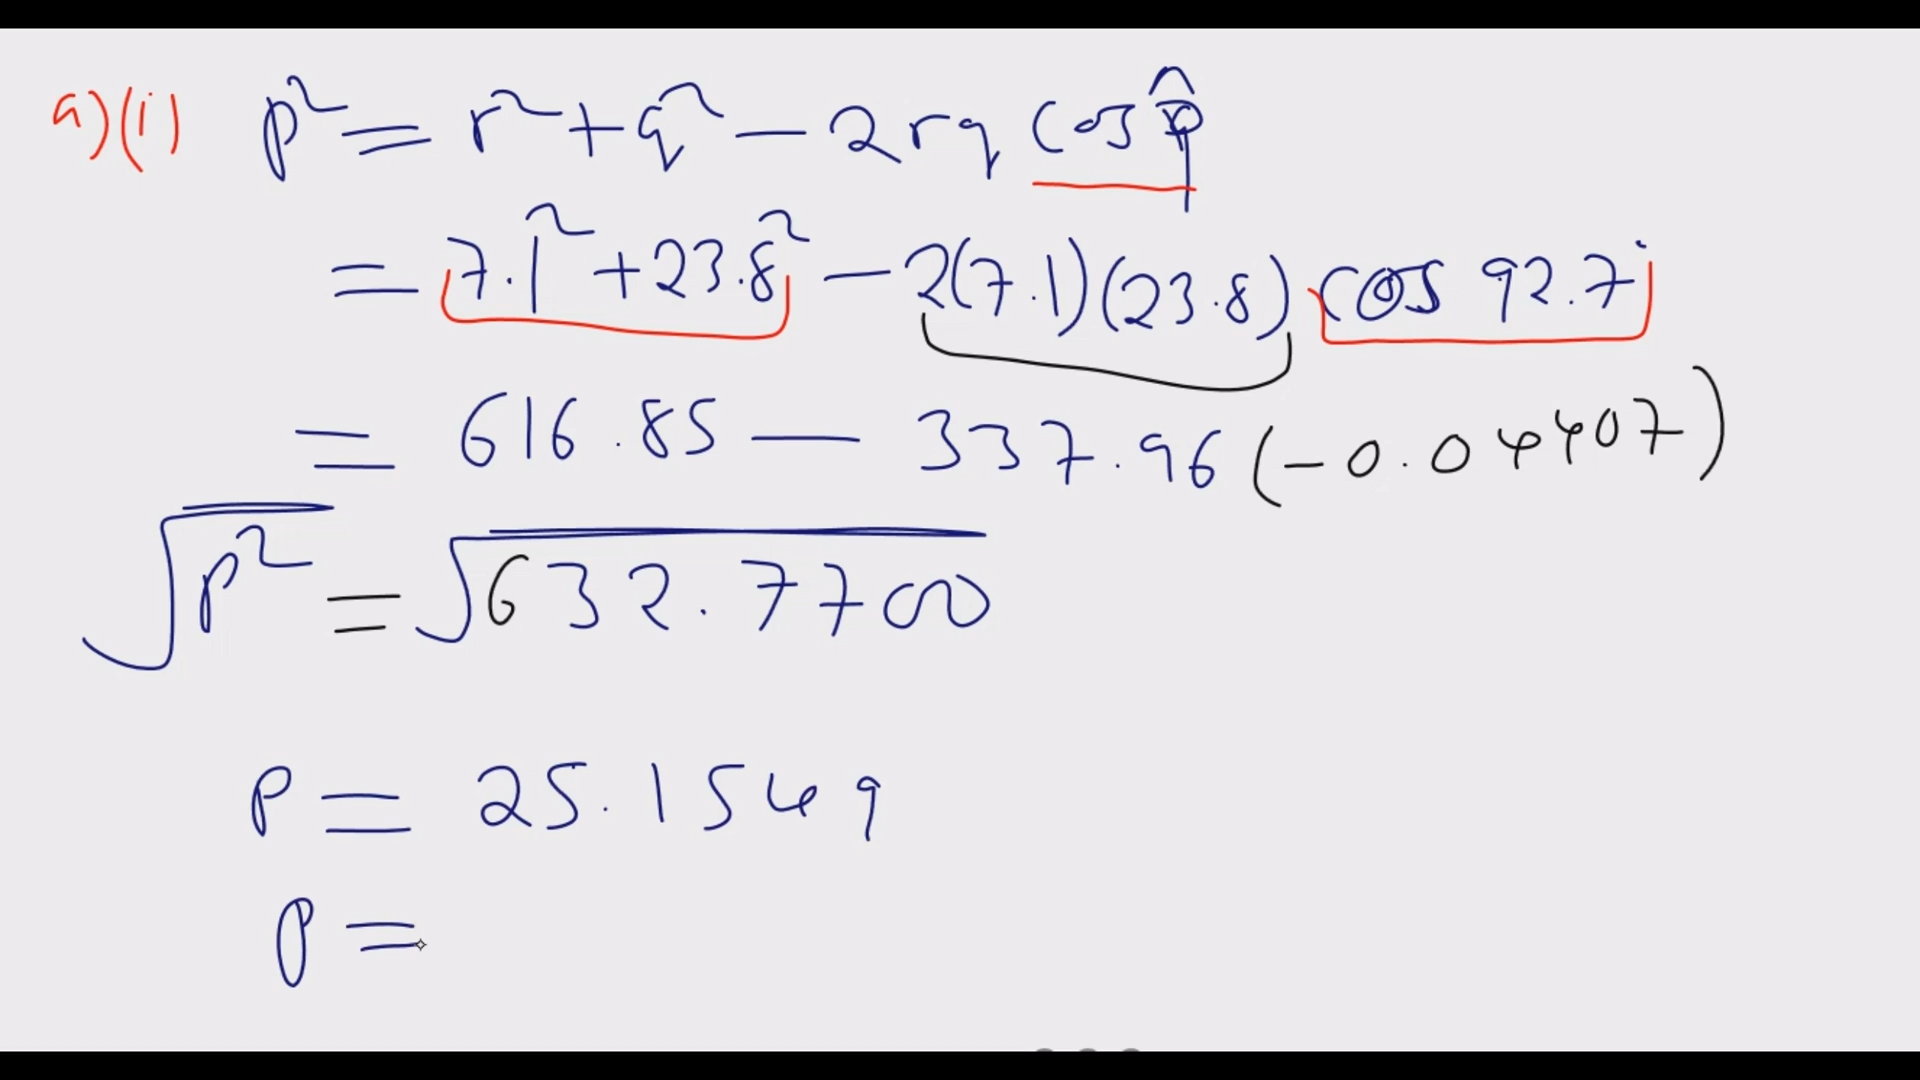 a)(i) p² = r² + q² - 2rq cos p̂
= 7.1² + 23.8² - 2(7.1)(23.8) cos 92.7°
= 616.85 - 337.96(-0.04407)
√p² = √632.7700
P = 25.1549
P =